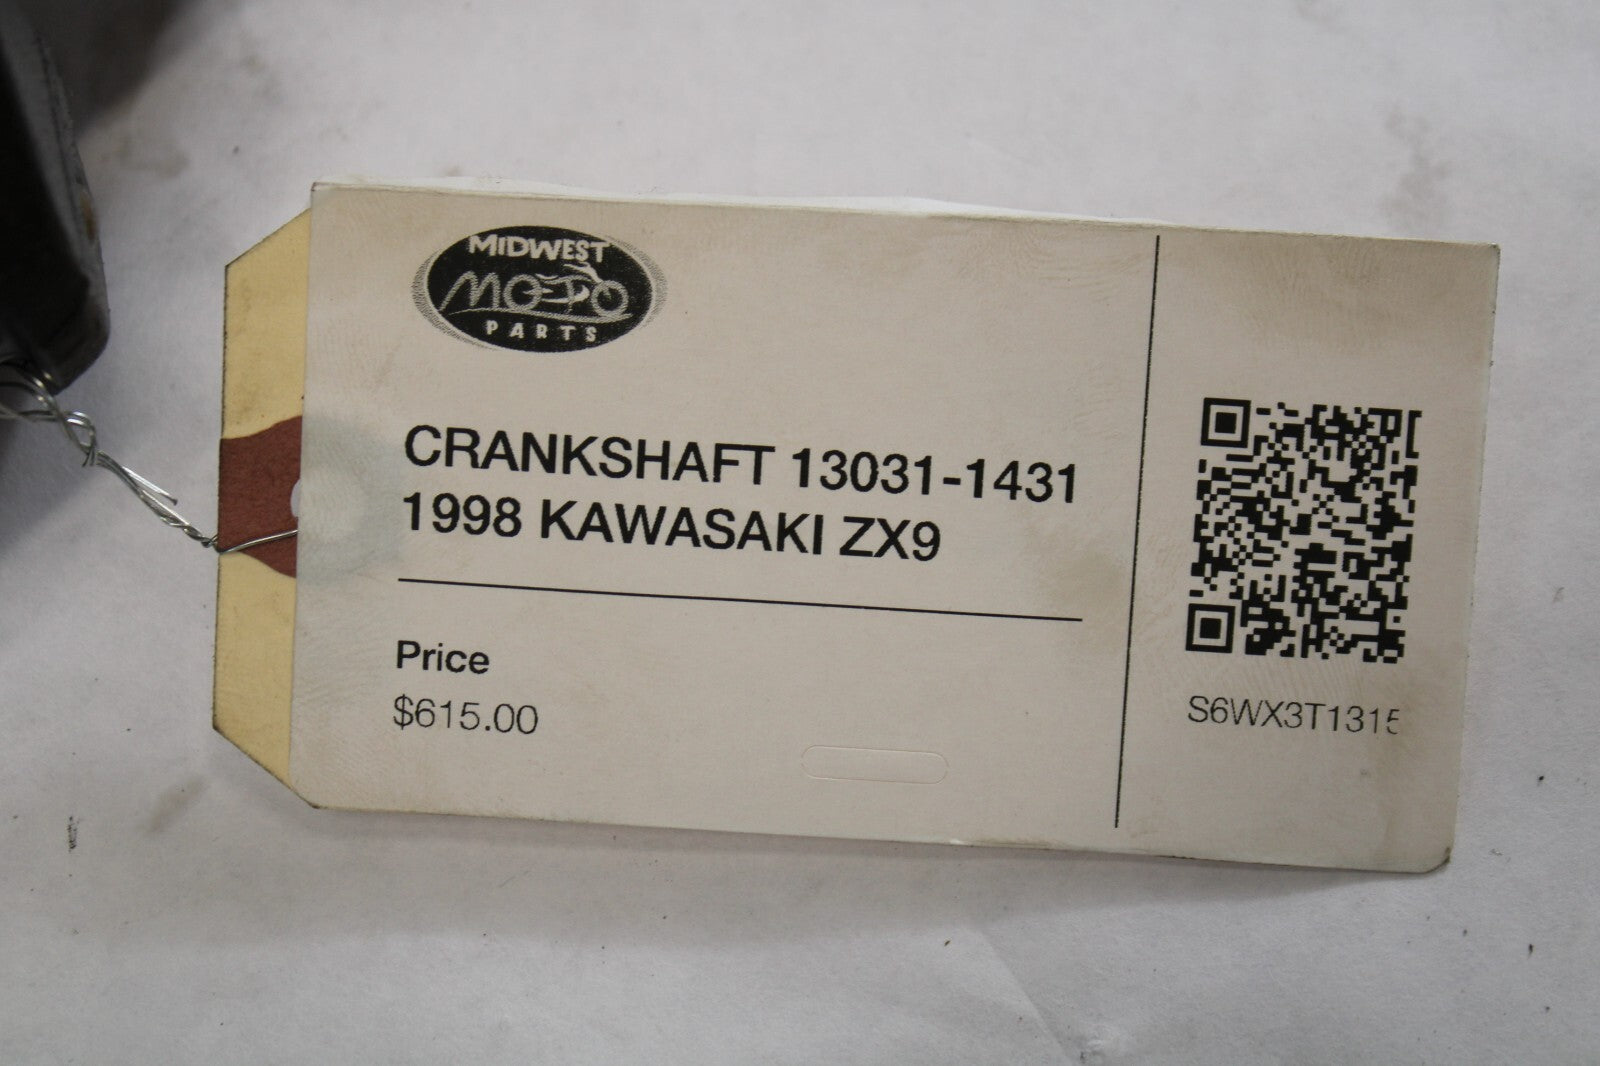 MIDWEST
MOTO
PARTS
CRANKSHAFT 13031-1431
1998 KAWASAKI ZX9
Price
$615.00
S6WX3T1315